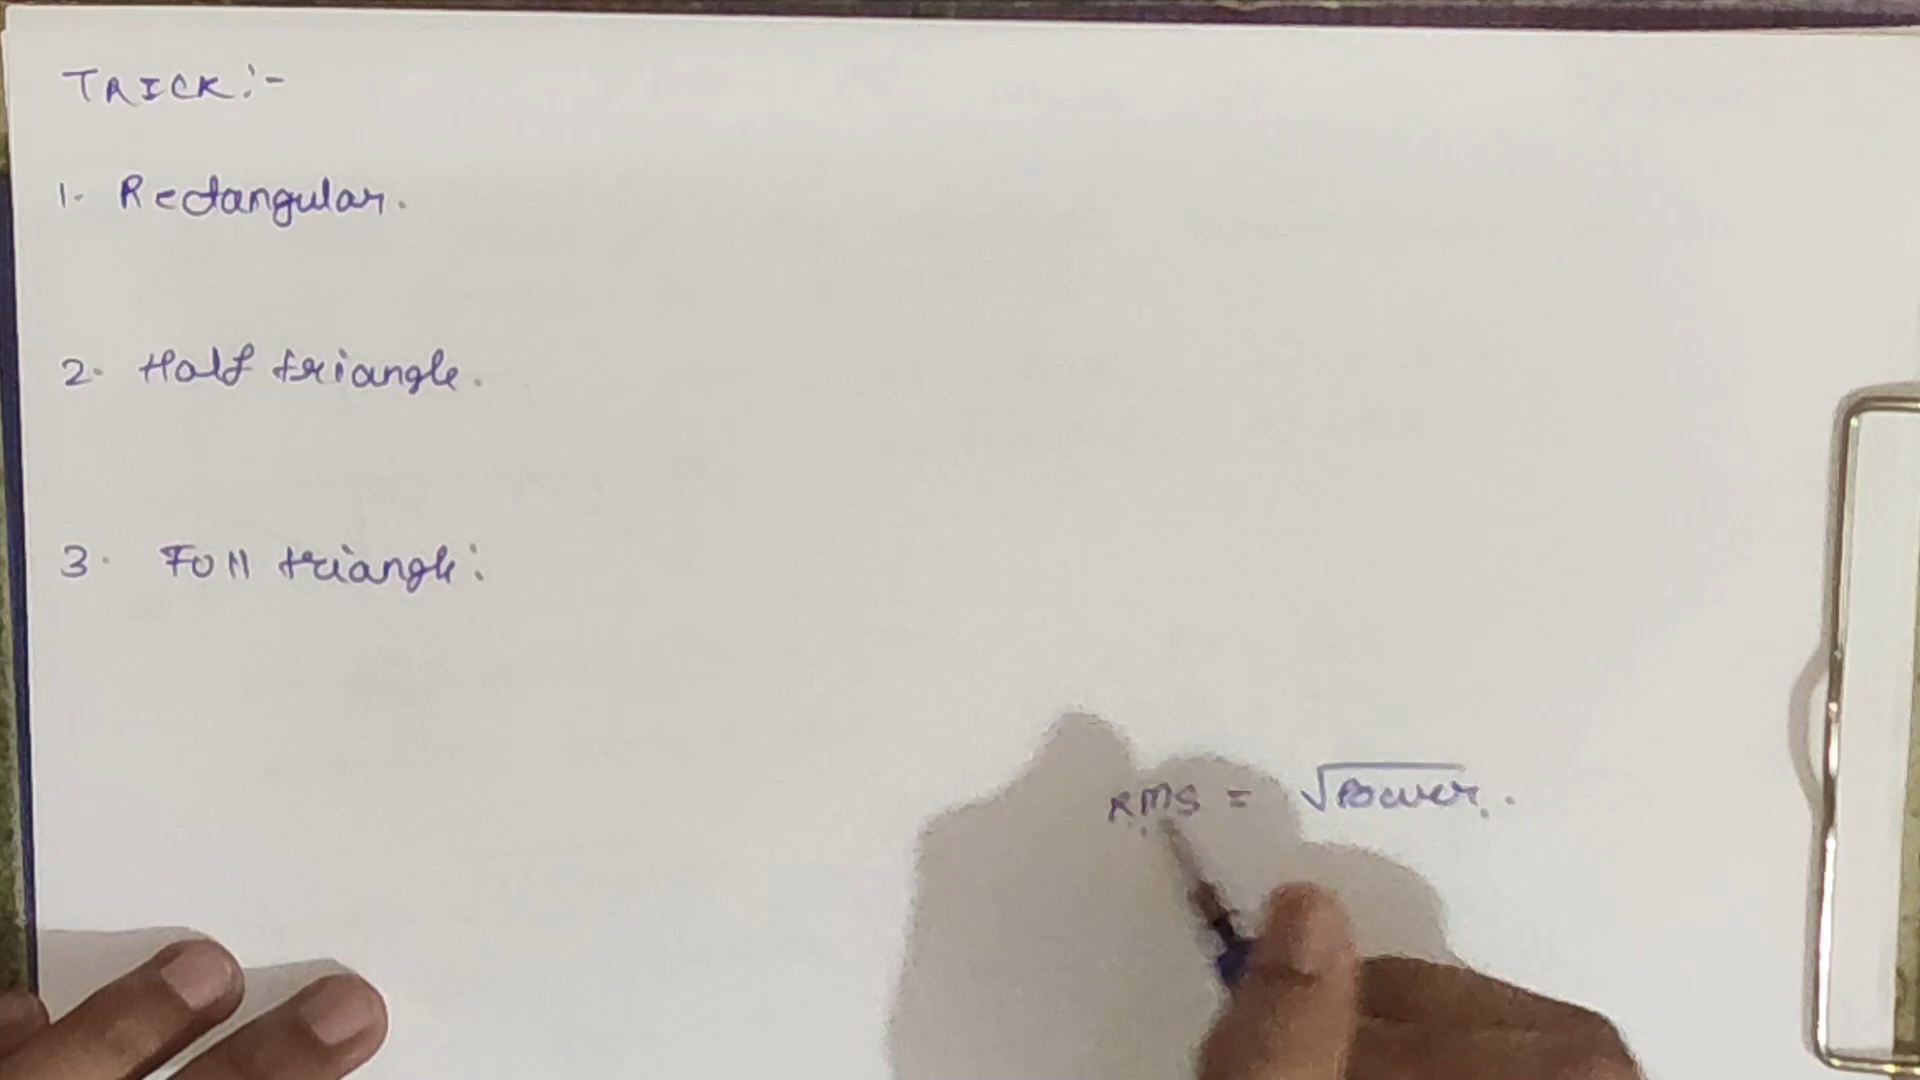 TRICK:-
1. Rectangular.
2. Half triangle.
3. Full triangle:
RMS = √Power.